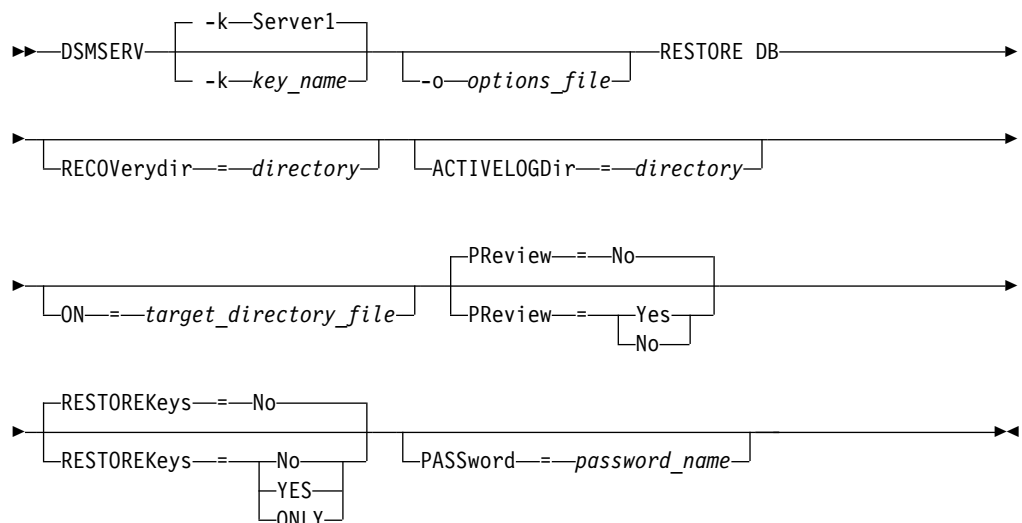 -k Server1
DSMSERV RESTORE DB
-k key_name -o options_file
RECOVerydir = directory ACTIVELOGDir = directory
PReview = No
ON = target_directory_file PReview = Yes
No
RESTOREKeys = No
RESTOREKeys = No PASSword = password_name
YES
ONLY